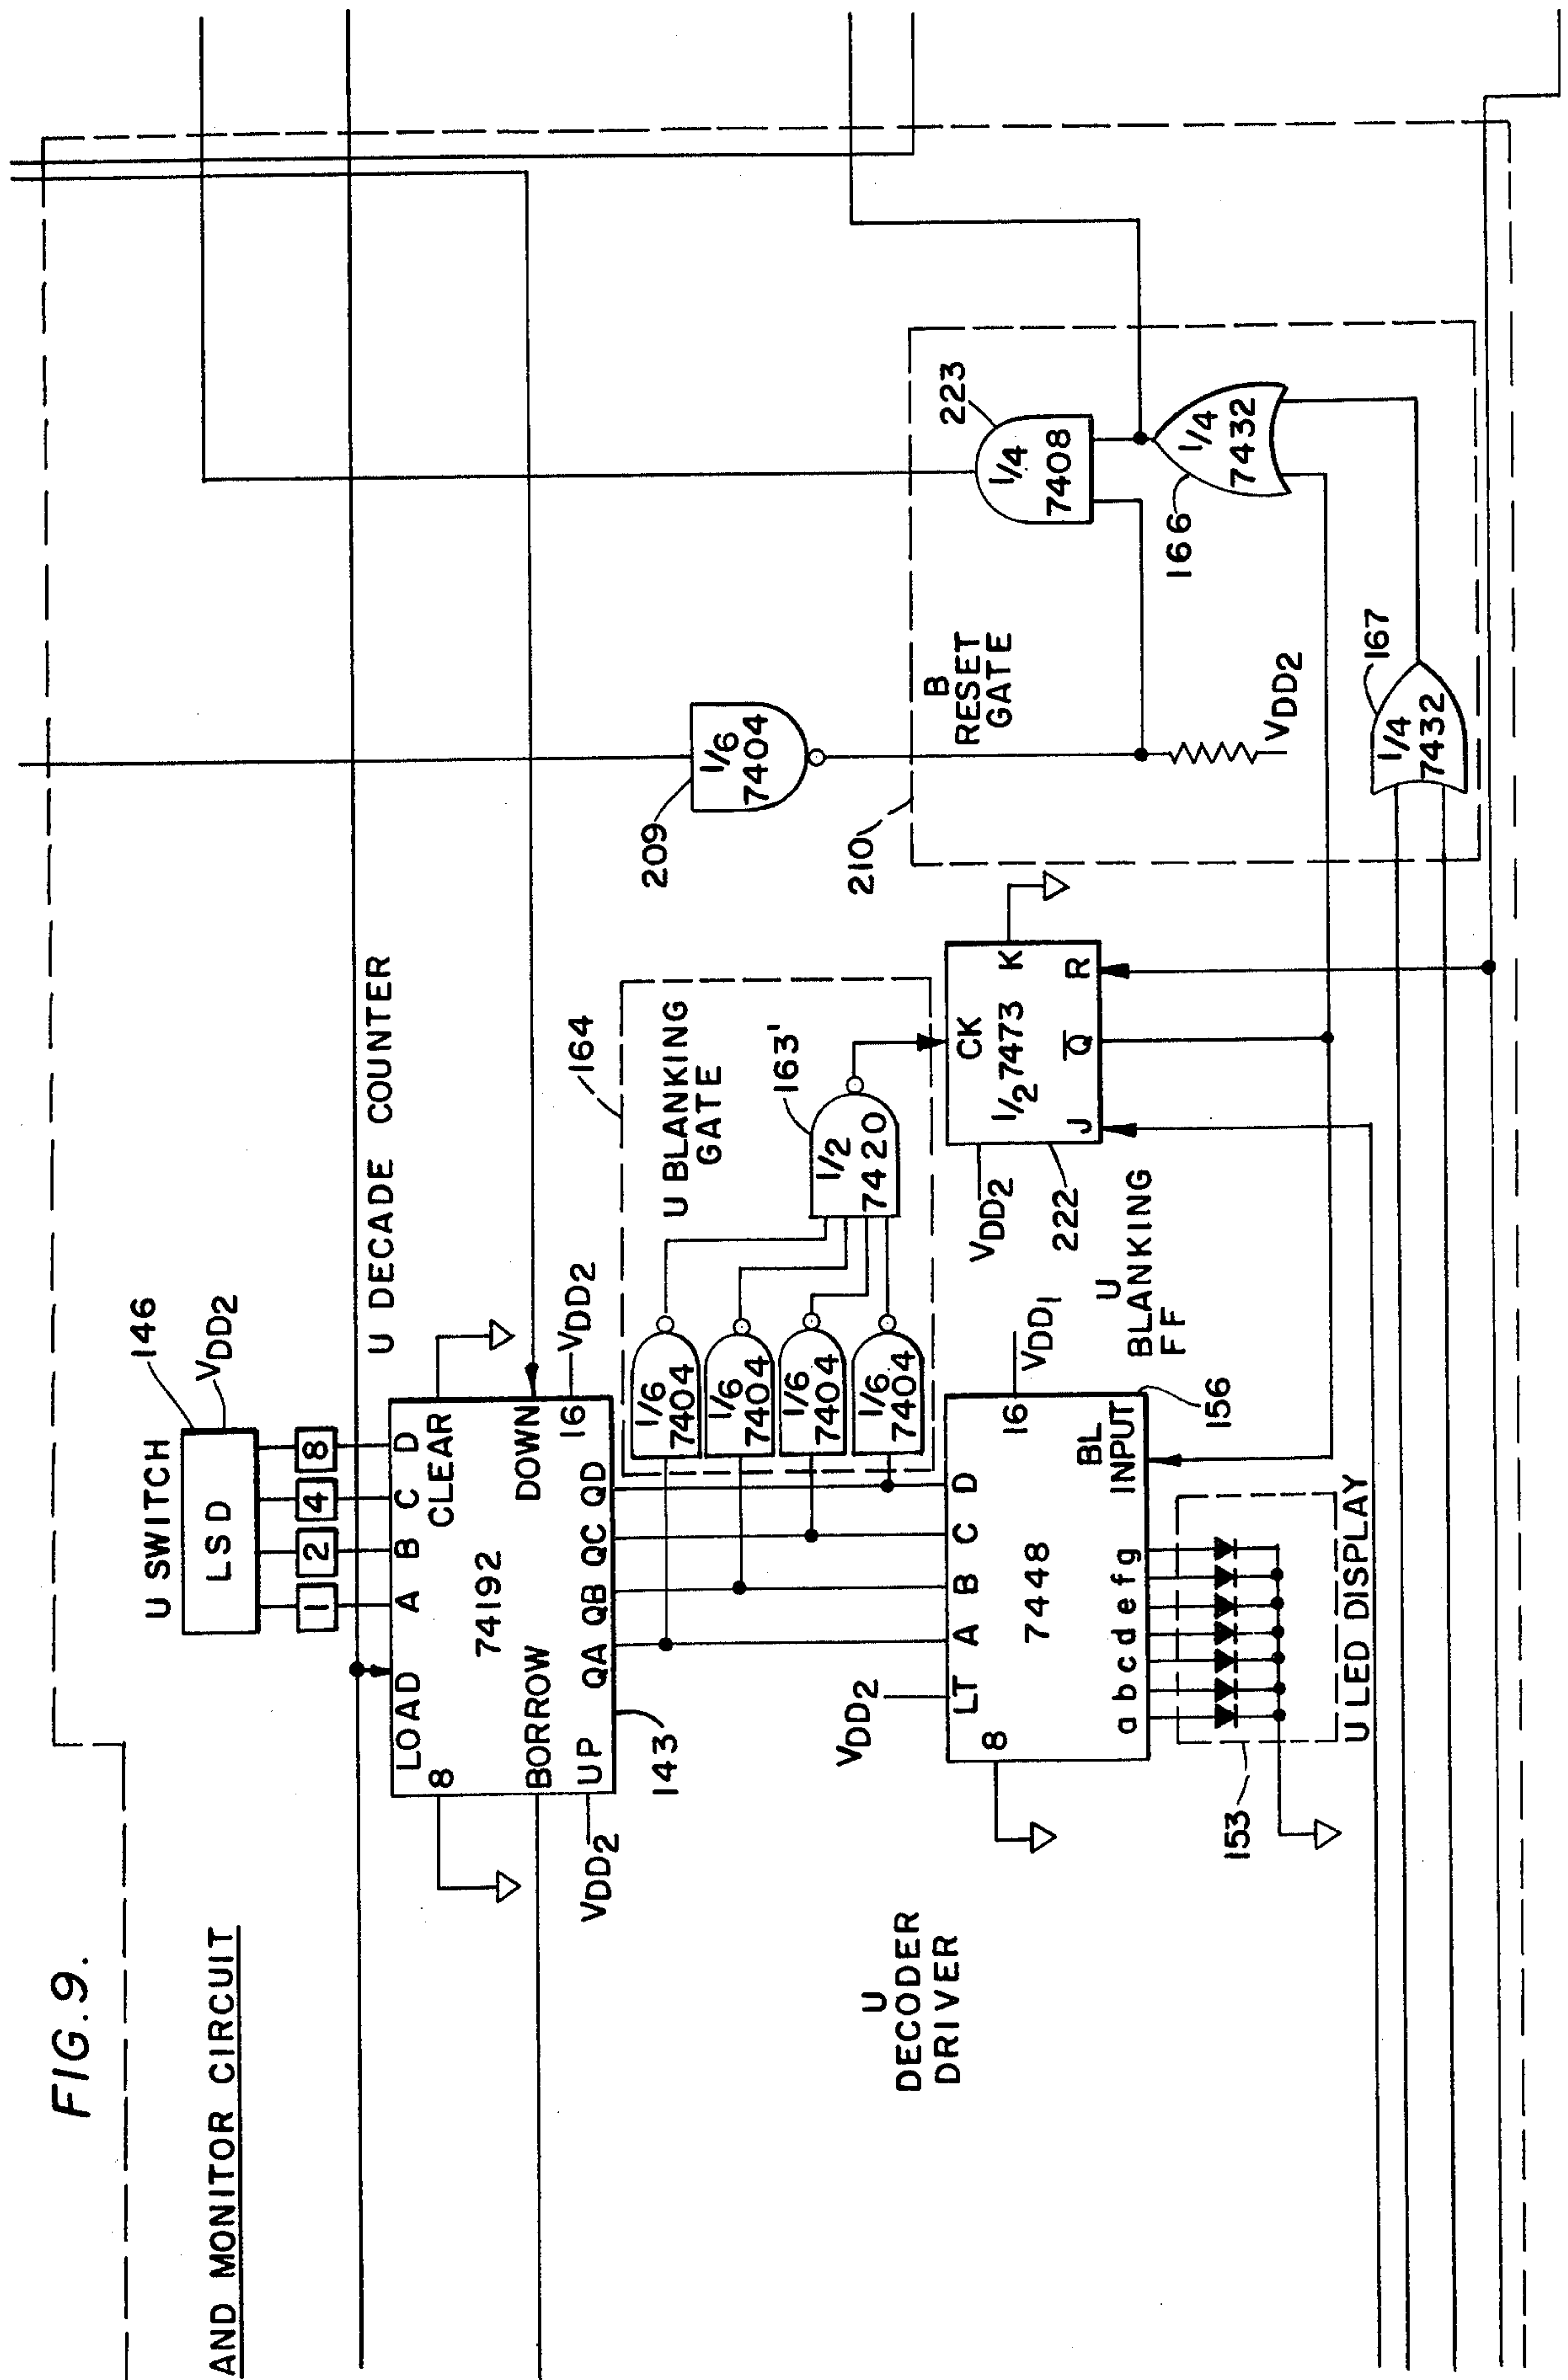 FIG.9.
AND MONITOR CIRCUIT
U SWITCH
146
LSD
VDD2
1 2 4 8
U DECADE COUNTER
LOAD A B C D
8
CLEAR
74192
BORROW
DOWN
UP
QA QB QC QD
16
VDD2
VDD2
143
164
U BLANKING
GATE
1/6
7404
1/6
7404
1/6
7404
1/6
7404
1/2
7420
163'
209
1/6
7404
U
DECODER
DRIVER
VDD2
LT A B C D
8
7448
16
VDD1
BL
INPUT
a b c d e f g
156
153
U LED DISPLAY
U
BLANKING
FF
222
VDD2
CK
K
1/2 7473
J Q R
210
B
RESET
GATE
VDD2
223
1/4
7408
166
1/4
7432
167
1/4
7432